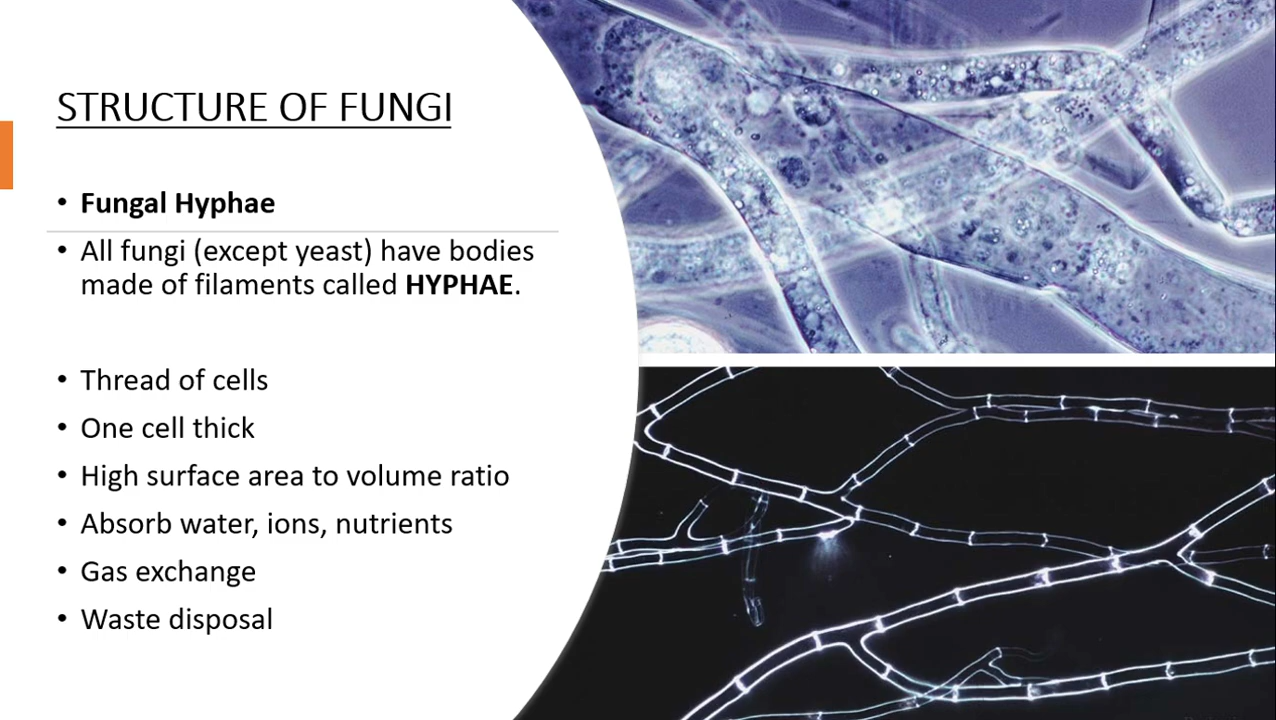 STRUCTURE OF FUNGI
• Fungal Hyphae
• All fungi (except yeast) have bodies
made of filaments called HYPHAE.
• Thread of cells
• One cell thick
• High surface area to volume ratio
• Absorb water, ions, nutrients
• Gas exchange
• Waste disposal